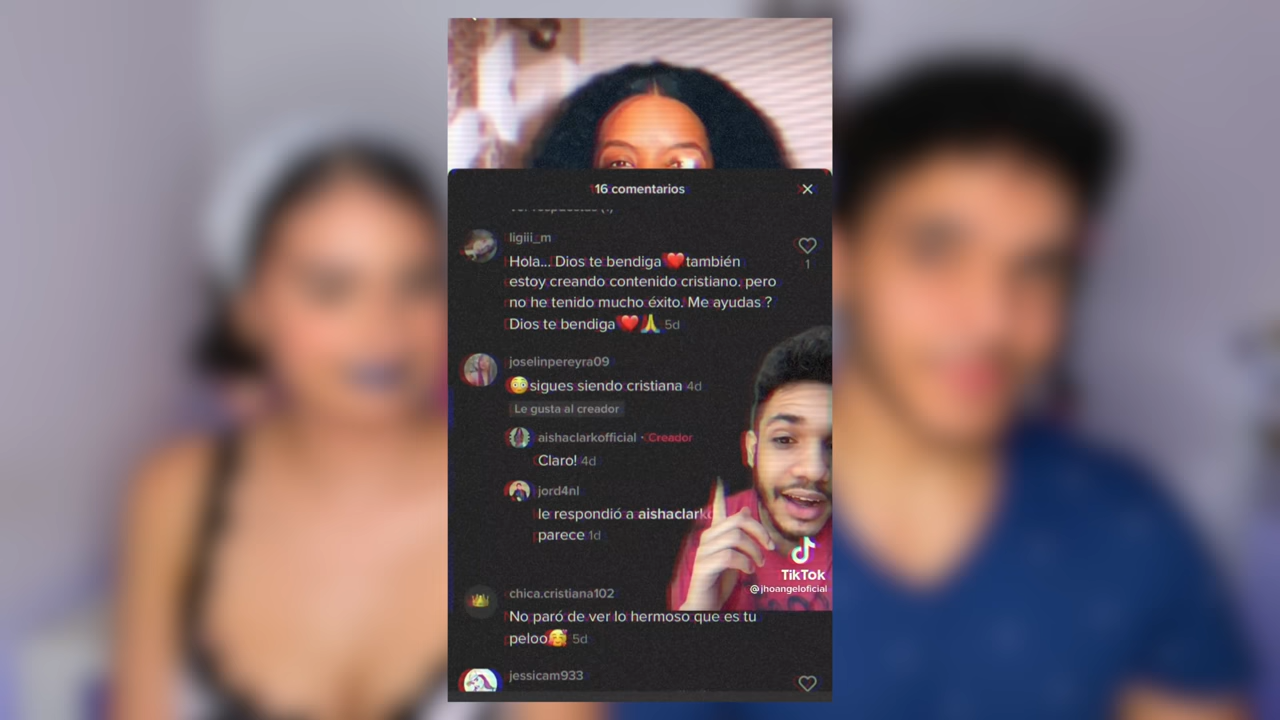 16 comentarios
ligiii_m
Hola... Dios te bendiga ❤️también
estoy creando contenido cristiano. pero
no he tenido mucho éxito. Me ayudas ?
Dios te bendiga ❤️🙏 5d
1
joselinpereyra09
😳sigues siendo cristiana 4d
Le gusta al creador
aishaclarkofficial · Creador
Claro! 4d
jord4nl
le respondió a
parece 1d
TikTok
@jhoangeloficial
chica.cristiana102
No paró de ver lo hermoso que es tu
peloo🥰 5d
jessicam933